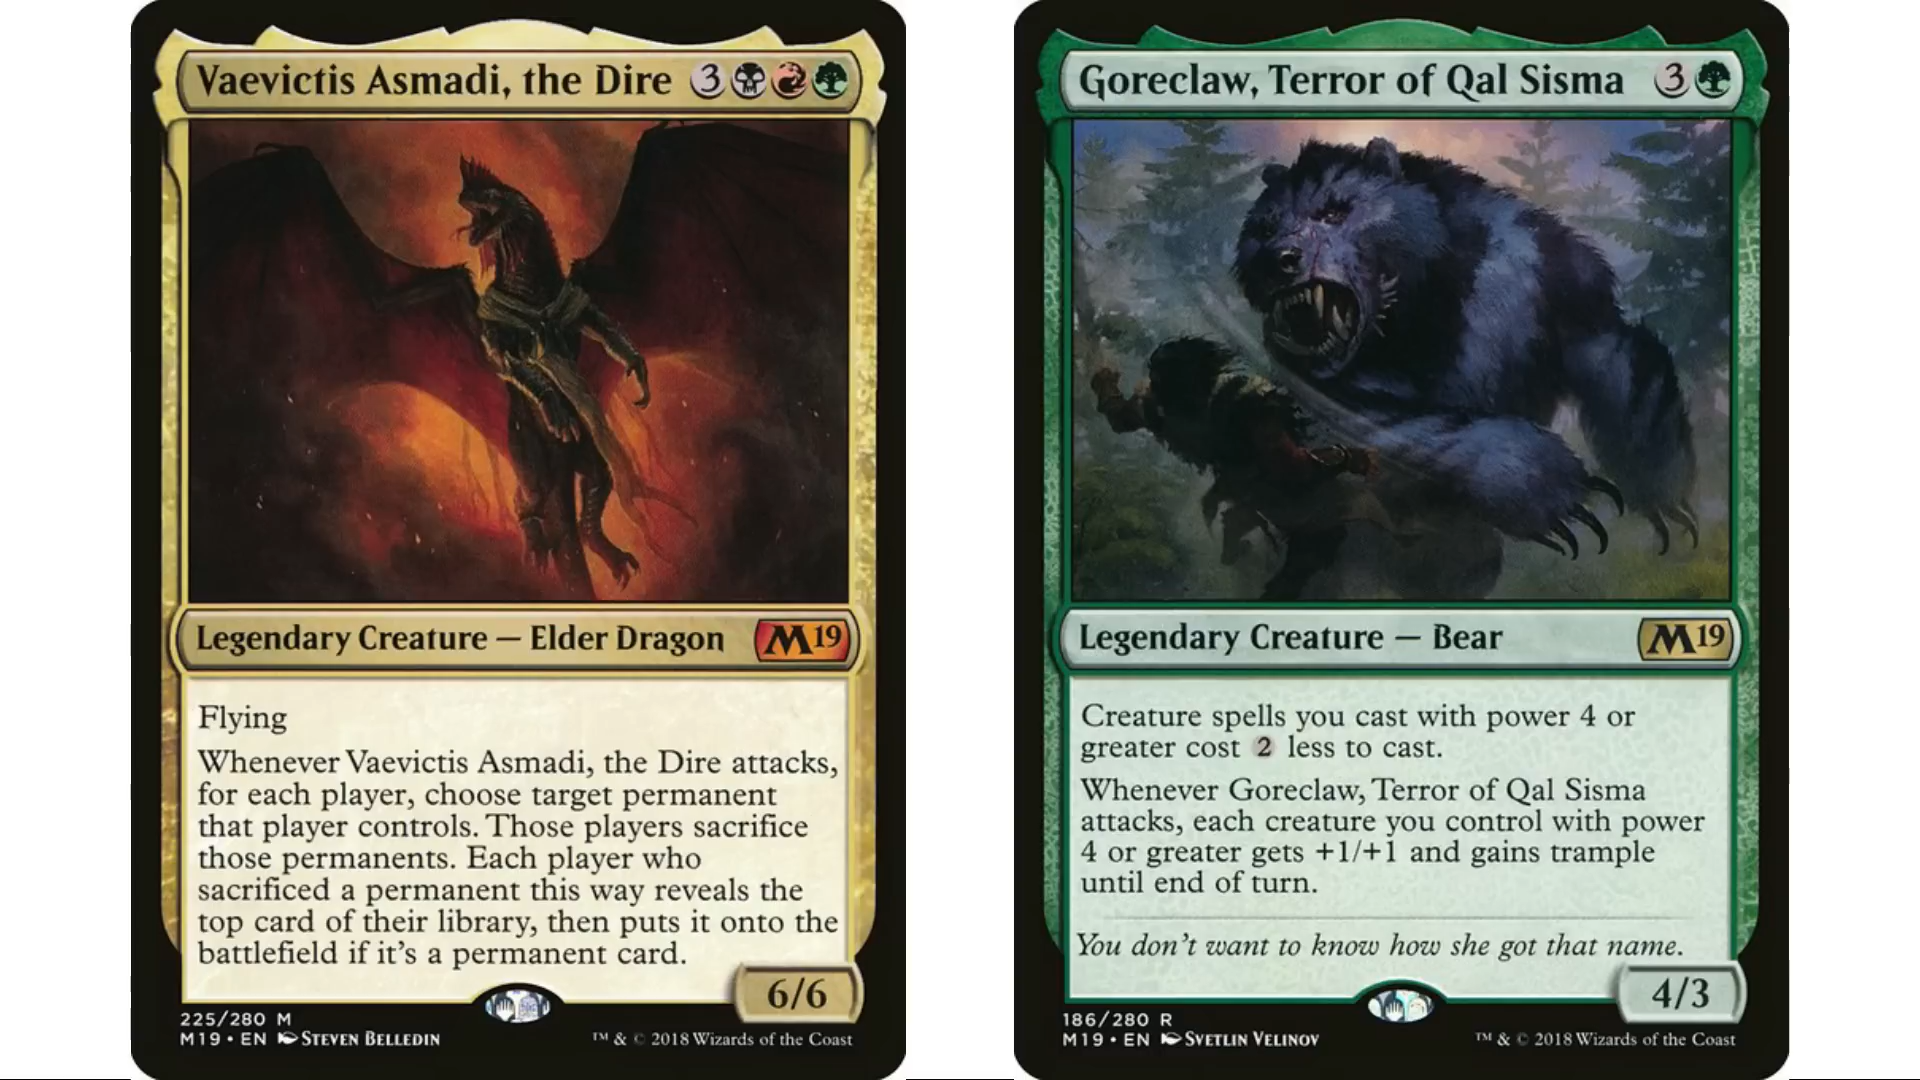 Vaevictis Asmadi, the Dire 3
Legendary Creature — Elder Dragon M19
Flying
Whenever Vaevictis Asmadi, the Dire attacks,
for each player, choose target permanent
that player controls. Those players sacrifice
those permanents. Each player who
sacrificed a permanent this way reveals the
top card of their library, then puts it onto the
battlefield if it's a permanent card.
6/6
225/280 M
M19 • EN STEVEN BELLEDIN ™ & © 2018 Wizards of the Coast
Goreclaw, Terror of Qal Sisma 3
Legendary Creature — Bear M19
Creature spells you cast with power 4 or
greater cost 2 less to cast.
Whenever Goreclaw, Terror of Qal Sisma
attacks, each creature you control with power
4 or greater gets +1/+1 and gains trample
until end of turn.
You don't want to know how she got that name.
4/3
186/280 R
M19 • EN SVETLIN VELINOV ™ & © 2018 Wizards of the Coast